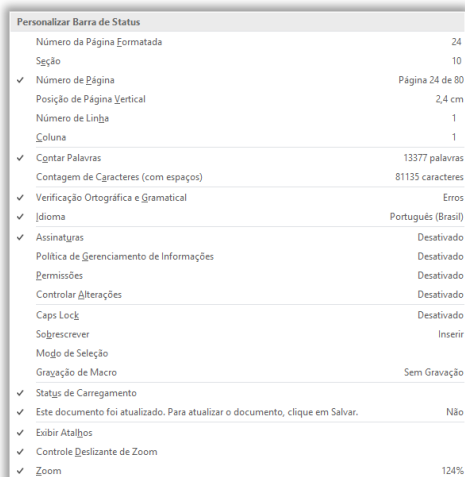 Personalizar Barra de Status
Número da Página Formatada 24
Seção 10
✓ Número de Página Página 24 de 80
Posição de Página Vertical 2,4 cm
Número de Linha 1
Coluna 1
✓ Contar Palavras 13377 palavras
Contagem de Caracteres (com espaços) 81135 caracteres
✓ Verificação Ortográfica e Gramatical Erros
✓ Idioma Português (Brasil)
✓ Assinaturas Desativado
Política de Gerenciamento de Informações Desativado
Permissões Desativado
Controlar Alterações Desativado
Caps Lock Desativado
Sobrescrever Inserir
Modo de Seleção
Gravação de Macro Sem Gravação
✓ Status de Carregamento
✓ Este documento foi atualizado. Para atualizar o documento, clique em Salvar. Não
✓ Exibir Atalhos
✓ Controle Deslizante de Zoom
✓ Zoom 124%